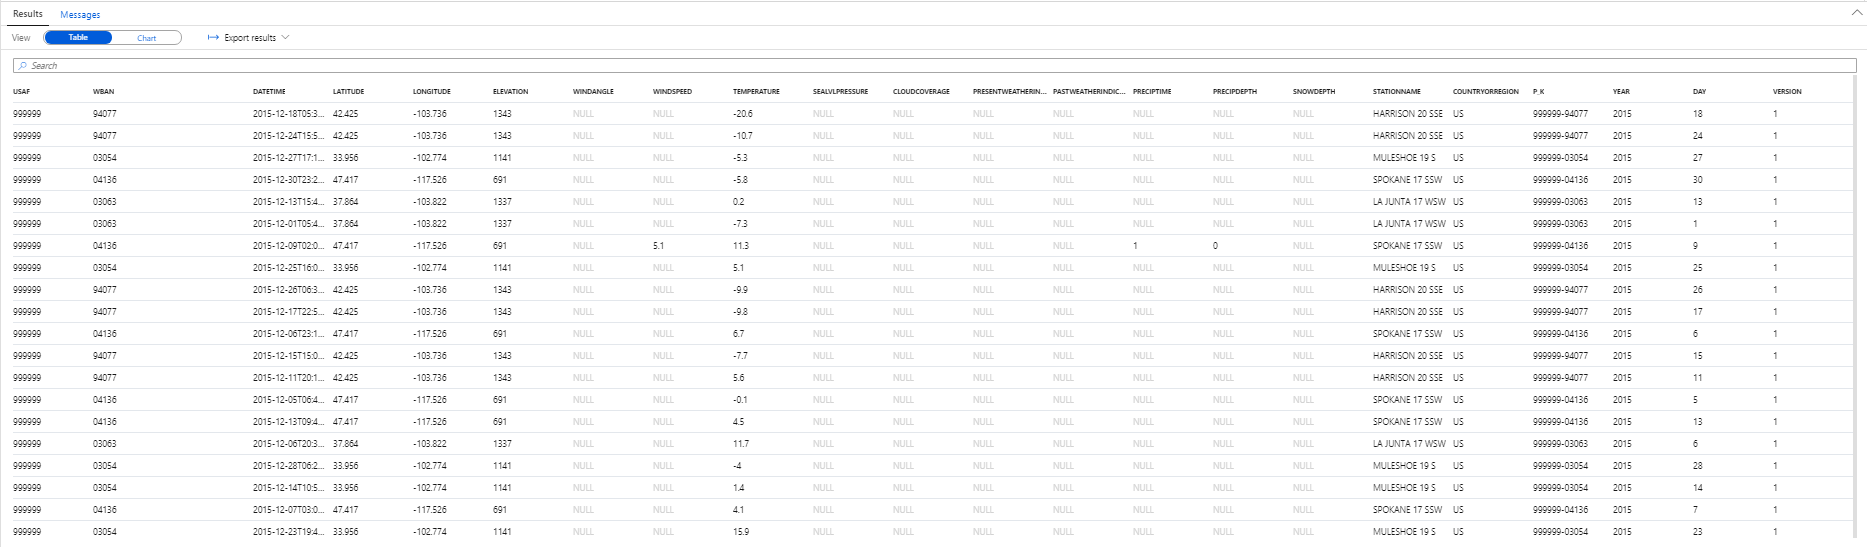 Results Messages
View Table Chart Export results
Search
USAF WBAN DATETIME LATITUDE LONGITUDE ELEVATION WINDANGLE WINDSPEED TEMPERATURE SEALVLPRESSURE CLOUDCOVERAGE PRESENTWEATHERIN... PASTWEATHERINDIC... PRECIPTIME PRECIPDEPTH SNOWDEPTH STATIONNAME COUNTRYORREGION P_K YEAR DAY VERSION
999999 94077 2015-12-18T05:3... 42.425 -103.736 1343 NULL NULL -20.6 NULL NULL NULL NULL NULL NULL NULL HARRISON 20 SSE US 999999-94077 2015 18 1
999999 94077 2015-12-24T15:5... 42.425 -103.736 1343 NULL NULL -10.7 NULL NULL NULL NULL NULL NULL NULL HARRISON 20 SSE US 999999-94077 2015 24 1
999999 03054 2015-12-27T17:1... 33.956 -102.774 1141 NULL NULL -5.3 NULL NULL NULL NULL NULL NULL NULL MULESHOE 19 S US 999999-03054 2015 27 1
999999 04136 2015-12-30T23:2... 47.417 -117.526 691 NULL NULL -5.8 NULL NULL NULL NULL NULL NULL NULL SPOKANE 17 SSW US 999999-04136 2015 30 1
999999 03063 2015-12-13T15:4... 37.864 -103.822 1337 NULL NULL 0.2 NULL NULL NULL NULL NULL NULL NULL LA JUNTA 17 WSW US 999999-03063 2015 13 1
999999 03063 2015-12-01T05:4... 37.864 -103.822 1337 NULL NULL -7.3 NULL NULL NULL NULL NULL NULL NULL LA JUNTA 17 WSW US 999999-03063 2015 1 1
999999 04136 2015-12-09T02:0... 47.417 -117.526 691 NULL 5.1 11.3 NULL NULL NULL NULL 1 0 NULL SPOKANE 17 SSW US 999999-04136 2015 9 1
999999 03054 2015-12-25T16:0... 33.956 -102.774 1141 NULL NULL 5.1 NULL NULL NULL NULL NULL NULL NULL MULESHOE 19 S US 999999-03054 2015 25 1
999999 94077 2015-12-26T06:3... 42.425 -103.736 1343 NULL NULL -9.9 NULL NULL NULL NULL NULL NULL NULL HARRISON 20 SSE US 999999-94077 2015 26 1
999999 94077 2015-12-17T22:5... 42.425 -103.736 1343 NULL NULL -9.8 NULL NULL NULL NULL NULL NULL NULL HARRISON 20 SSE US 999999-94077 2015 17 1
999999 04136 2015-12-06T23:1... 47.417 -117.526 691 NULL NULL 6.7 NULL NULL NULL NULL NULL NULL NULL SPOKANE 17 SSW US 999999-04136 2015 6 1
999999 94077 2015-12-15T15:0... 42.425 -103.736 1343 NULL NULL -7.7 NULL NULL NULL NULL NULL NULL NULL HARRISON 20 SSE US 999999-94077 2015 15 1
999999 94077 2015-12-11T20:1... 42.425 -103.736 1343 NULL NULL 5.6 NULL NULL NULL NULL NULL NULL NULL HARRISON 20 SSE US 999999-94077 2015 11 1
999999 04136 2015-12-05T06:4... 47.417 -117.526 691 NULL NULL -0.1 NULL NULL NULL NULL NULL NULL NULL SPOKANE 17 SSW US 999999-04136 2015 5 1
999999 04136 2015-12-13T09:4... 47.417 -117.526 691 NULL NULL 4.5 NULL NULL NULL NULL NULL NULL NULL SPOKANE 17 SSW US 999999-04136 2015 13 1
999999 03063 2015-12-06T20:3... 37.864 -103.822 1337 NULL NULL 11.7 NULL NULL NULL NULL NULL NULL NULL LA JUNTA 17 WSW US 999999-03063 2015 6 1
999999 03054 2015-12-28T06:2... 33.956 -102.774 1141 NULL NULL -4 NULL NULL NULL NULL NULL NULL NULL MULESHOE 19 S US 999999-03054 2015 28 1
999999 03054 2015-12-14T10:5... 33.956 -102.774 1141 NULL NULL 1.4 NULL NULL NULL NULL NULL NULL NULL MULESHOE 19 S US 999999-03054 2015 14 1
999999 04136 2015-12-07T03:0... 47.417 -117.526 691 NULL NULL 4.1 NULL NULL NULL NULL NULL NULL NULL SPOKANE 17 SSW US 999999-04136 2015 7 1
999999 03054 2015-12-23T19:4... 33.956 -102.774 1141 NULL NULL 15.9 NULL NULL NULL NULL NULL NULL NULL MULESHOE 19 S US 999999-03054 2015 23 1